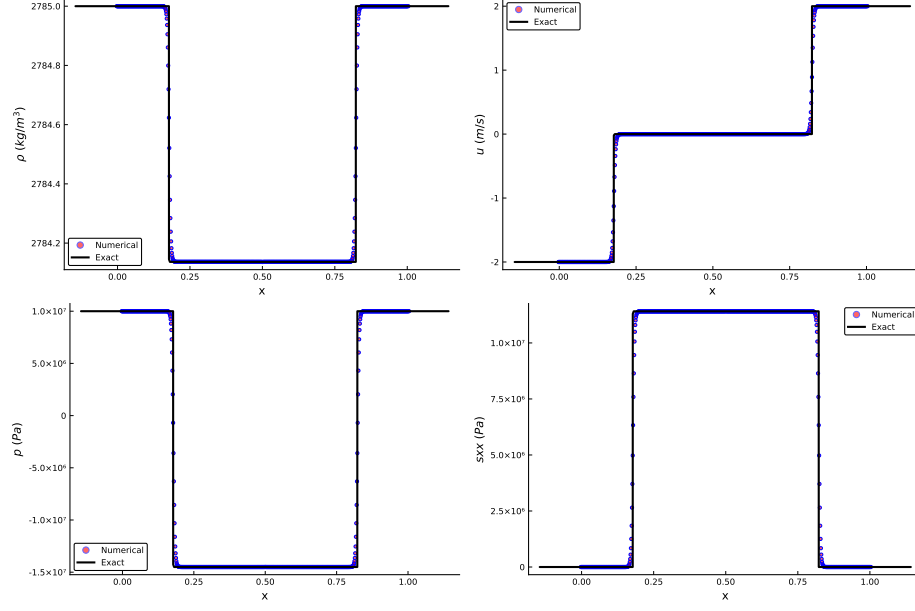 2785.0
2784.8
2784.6
2784.4
2784.2
ρ (kg/m³)
Numerical
Exact
0.00 0.25 0.50 0.75 1.00
x
Numerical
Exact
2
1
0
-1
-2
u (m/s)
0.00 0.25 0.50 0.75 1.00
x
1.0×10⁷
5.0×10⁶
0
-5.0×10⁶
-1.0×10⁷
-1.5×10⁷
p (Pa)
Numerical
Exact
0.00 0.25 0.50 0.75 1.00
x
Numerical
Exact
1.0×10⁷
7.5×10⁶
5.0×10⁶
2.5×10⁶
0
sxx (Pa)
0.00 0.25 0.50 0.75 1.00
x